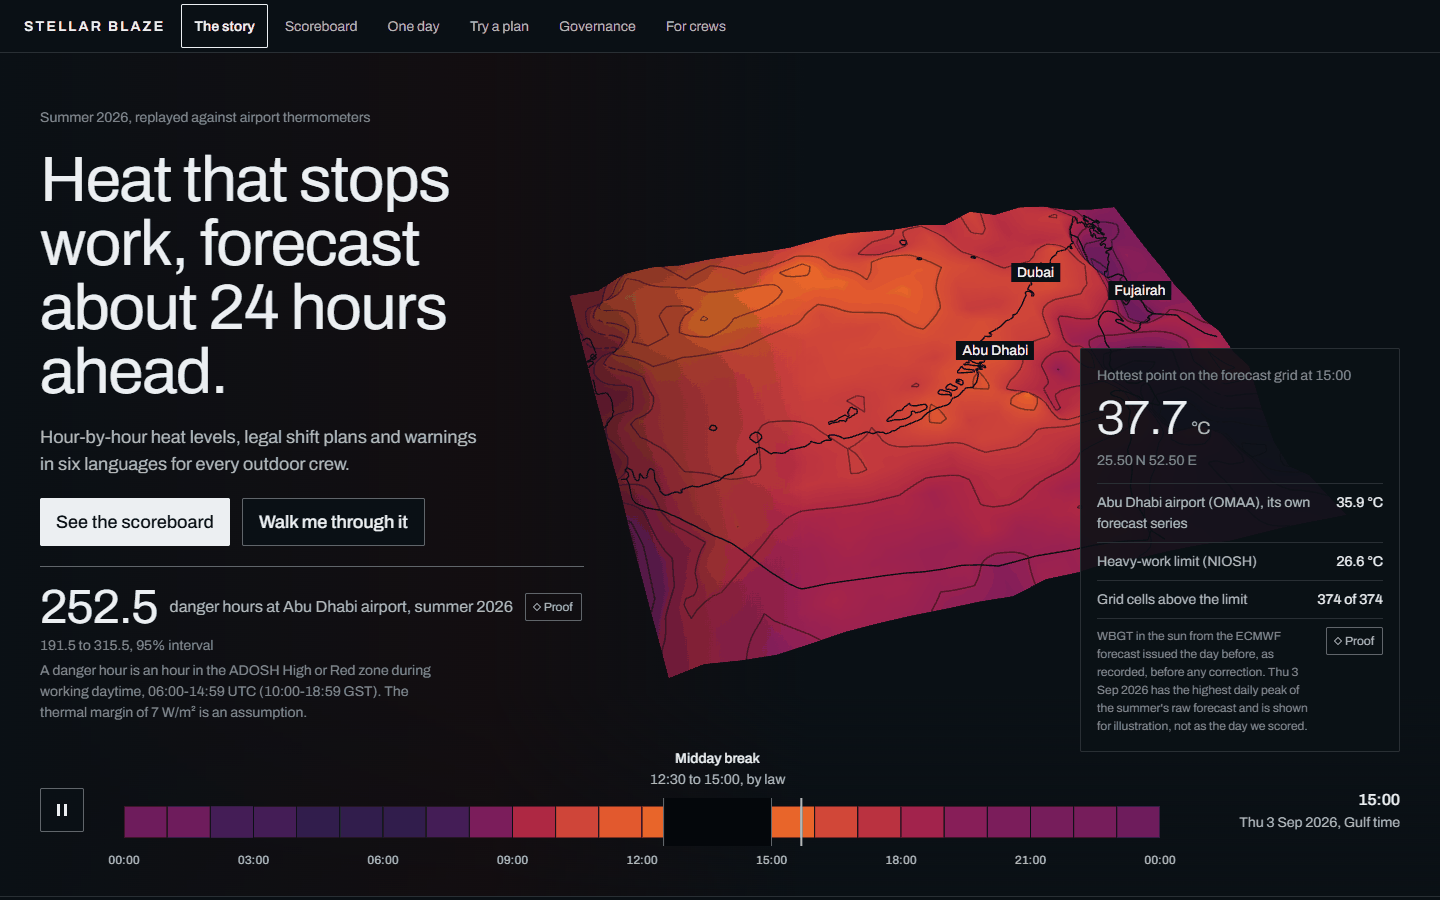 STELLAR BLAZE
The story
Scoreboard
One day
Try a plan
Governance
For crews
Summer 2026, replayed against airport thermometers
Heat that stops
work, forecast
about 24 hours
ahead.
Hour-by-hour heat levels, legal shift plans and warnings
in six languages for every outdoor crew.
See the scoreboard
Walk me through it
252.5 danger hours at Abu Dhabi airport, summer 2026 ◇ Proof
191.5 to 315.5, 95% interval
A danger hour is an hour in the ADOSH High or Red zone during
working daytime, 06:00-14:59 UTC (10:00-18:59 GST). The
thermal margin of 7 W/m² is an assumption.
Dubai
Fujairah
Abu Dhabi
Hottest point on the forecast grid at 15:00
37.7 °C
25.50 N 52.50 E
Abu Dhabi airport (OMAA), its own 35.9 °C
forecast series
Heavy-work limit (NIOSH) 26.6 °C
Grid cells above the limit 374 of 374
WBGT in the sun from the ECMWF ◇ Proof
forecast issued the day before, as
recorded, before any correction. Thu 3
Sep 2026 has the highest daily peak of
the summer's raw forecast and is shown
for illustration, not as the day we scored.
Midday break
12:30 to 15:00, by law
15:00
Thu 3 Sep 2026, Gulf time
00:00 03:00 06:00 09:00 12:00 15:00 18:00 21:00 00:00